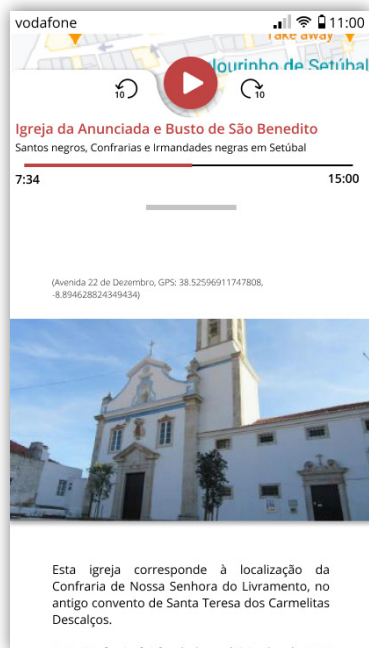 vodafone 11:00
Take away
lourinho de Setúbal
10 10
Igreja da Anunciada e Busto de São Benedito
Santos negros, Confrarias e Irmandades negras em Setúbal
7:34 15:00
(Avenida 22 de Dezembro, GPS: 38.52596911747808,
-8.894628824349434)
Esta igreja corresponde à localização da
Confraria de Nossa Senhora do Livramento, no
antigo convento de Santa Teresa dos Carmelitas
Descalços.